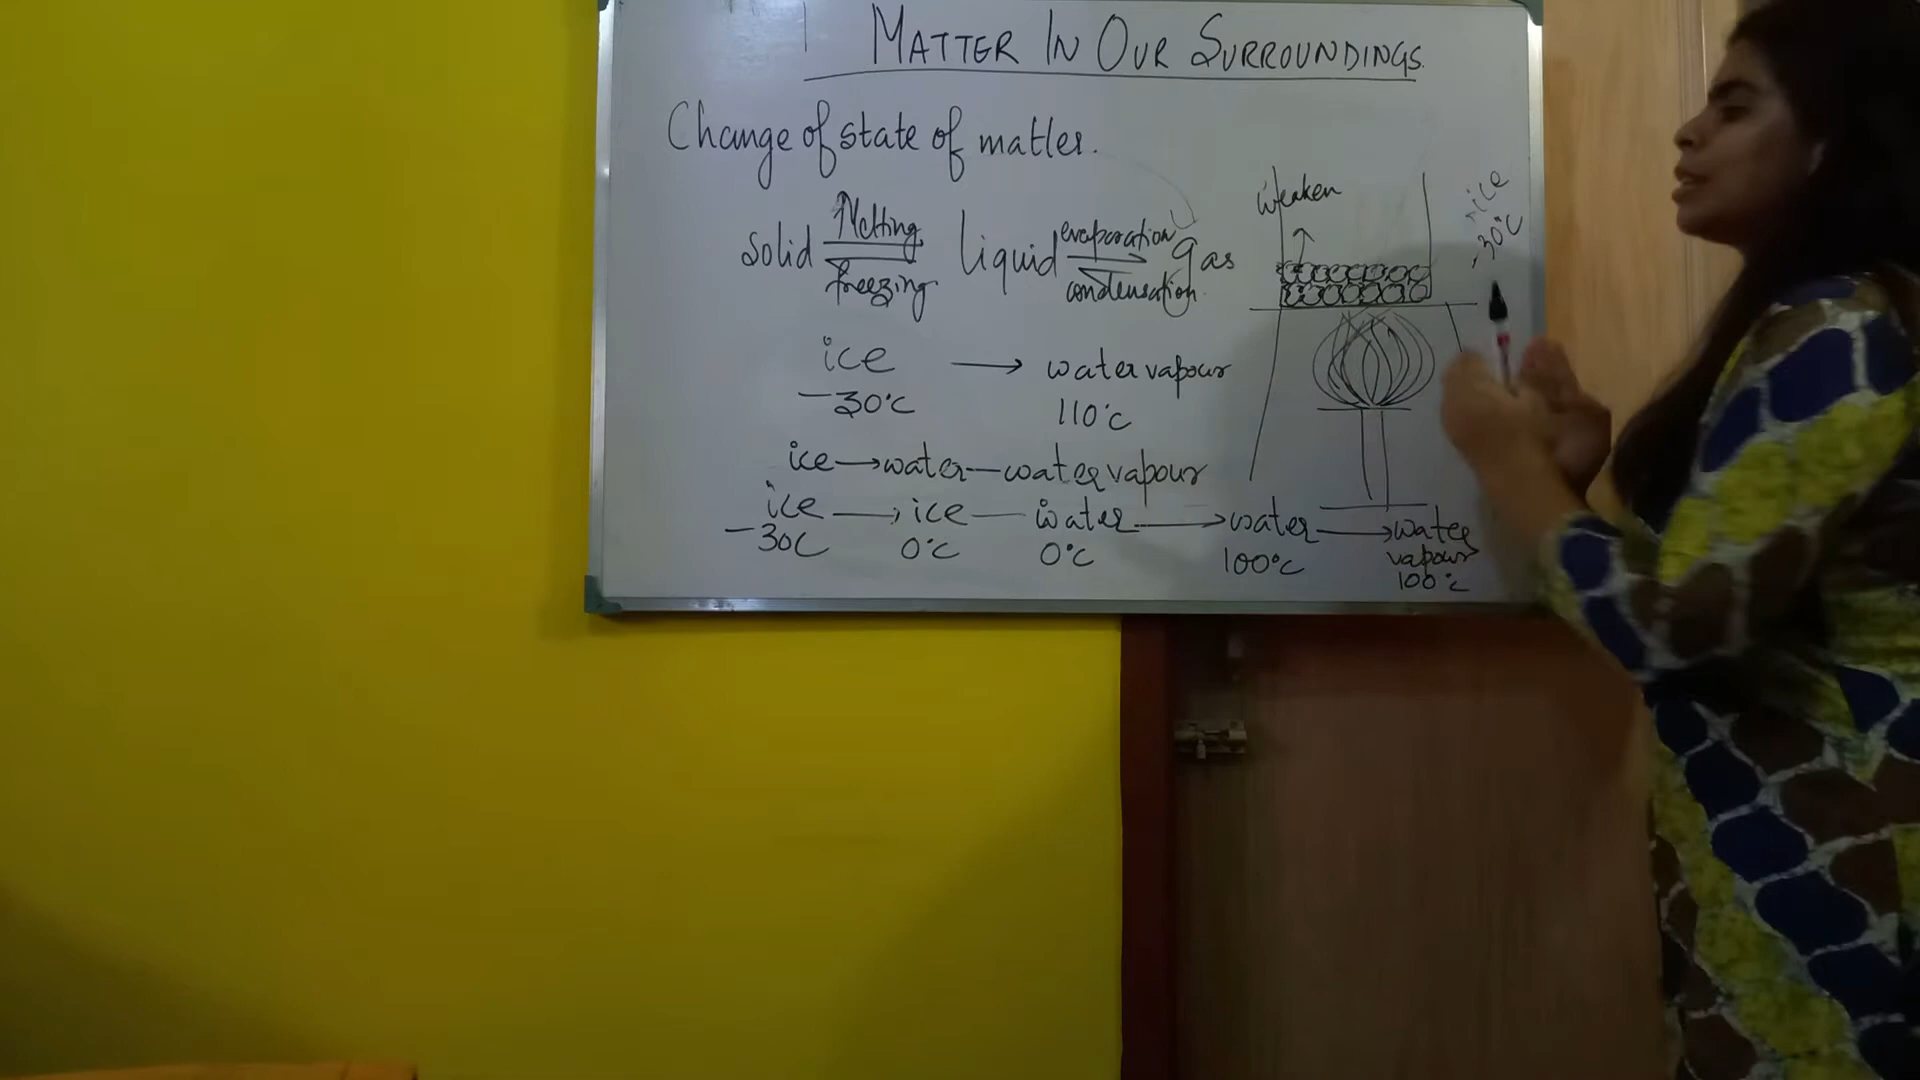 1 MATTER IN OUR SURROUNDINGS.
Change of state of matter.
solid Melting freezing liquid evaporation condensation gas
ice → water vapour
-30°C 110°C
ice → water — water vapour
ice → ice — water → water → water vapour
-30C 0°C 0°C 100°C 100°C
weaken
ice
-30°C